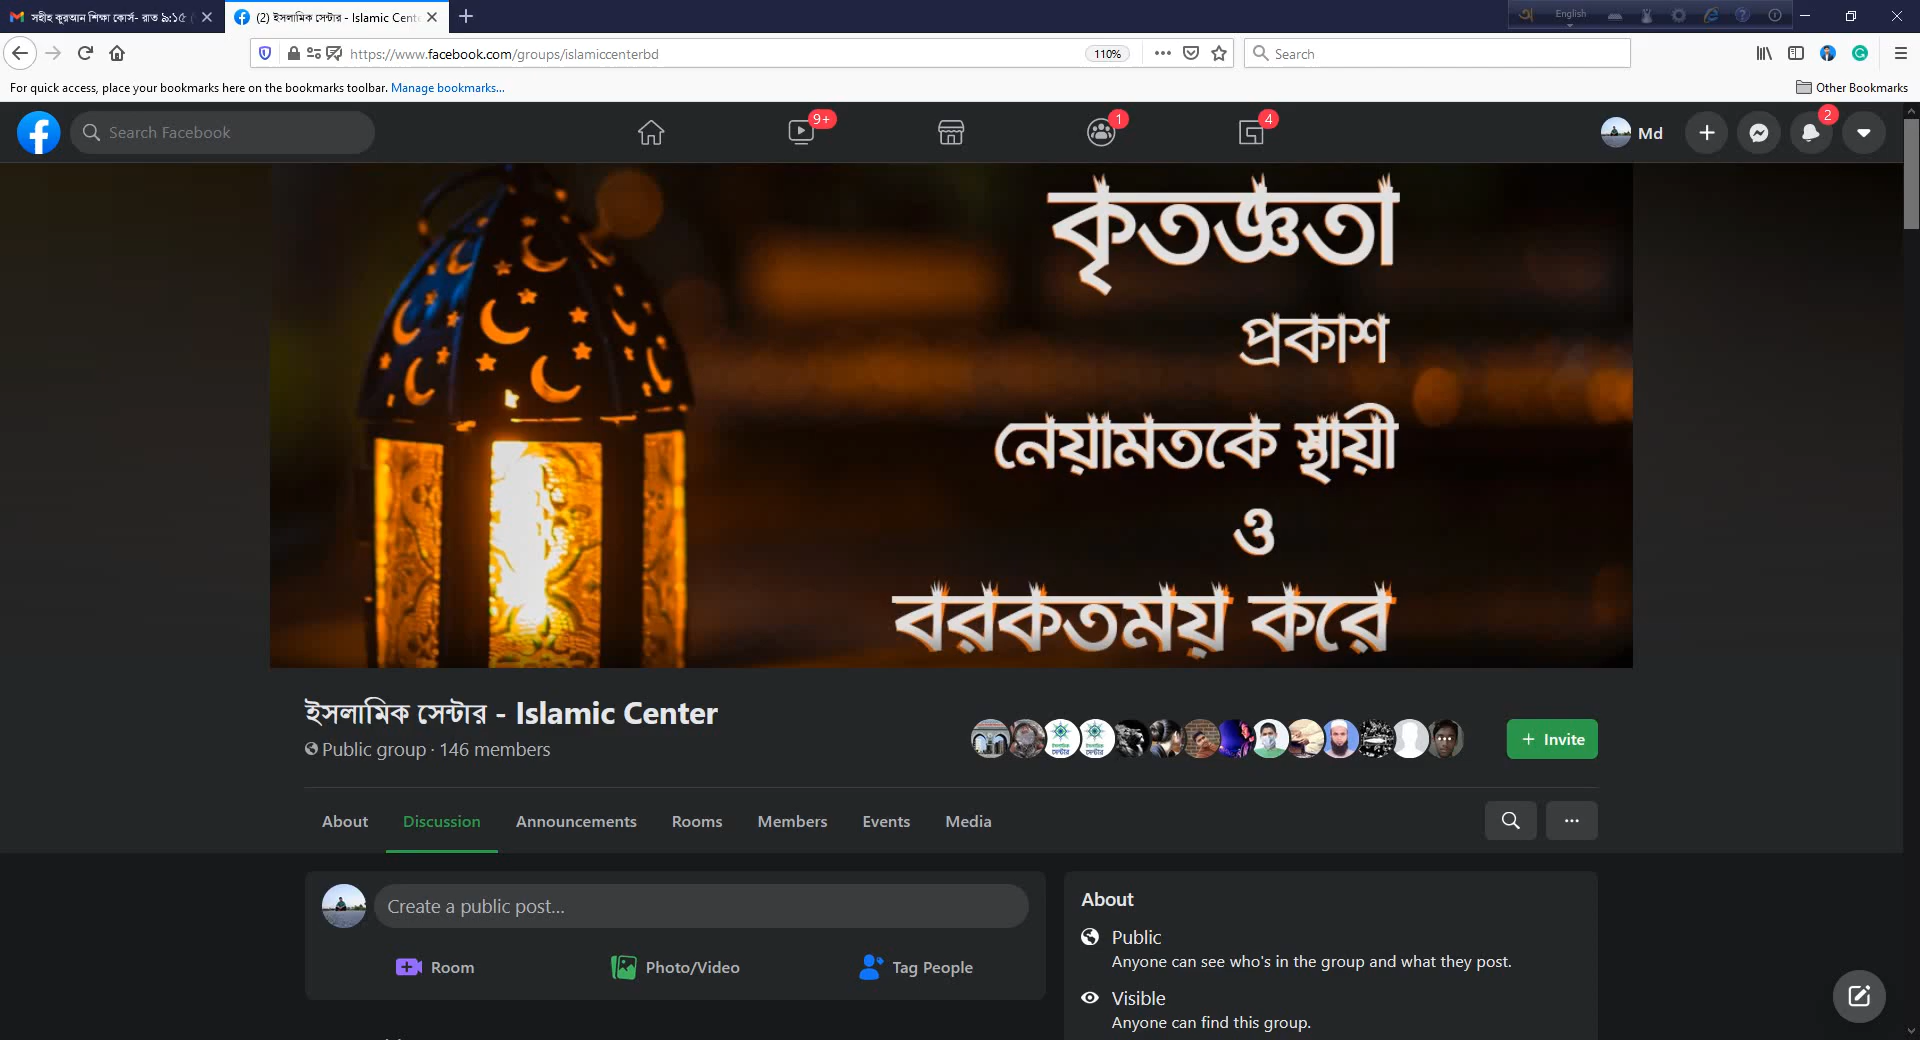 সহীহ কুরআন শিক্ষা কোর্স- রাত ৯:১৫
(2) ইসলামিক সেন্টার - Islamic Cent
English
https://www.facebook.com/groups/islamiccenterbd
110%
Search
For quick access, place your bookmarks here on the bookmarks toolbar. Manage bookmarks...
Other Bookmarks
Search Facebook
9+
1
4
Md
2
কৃতজ্ঞতা
প্রকাশ
নেয়ামতকে স্থায়ী
ও
বরকতময় করে
ইসলামিক সেন্টার - Islamic Center
Public group · 146 members
+ Invite
About
Discussion
Announcements
Rooms
Members
Events
Media
Create a public post...
Room
Photo/Video
Tag People
About
Public
Anyone can see who's in the group and what they post.
Visible
Anyone can find this group.